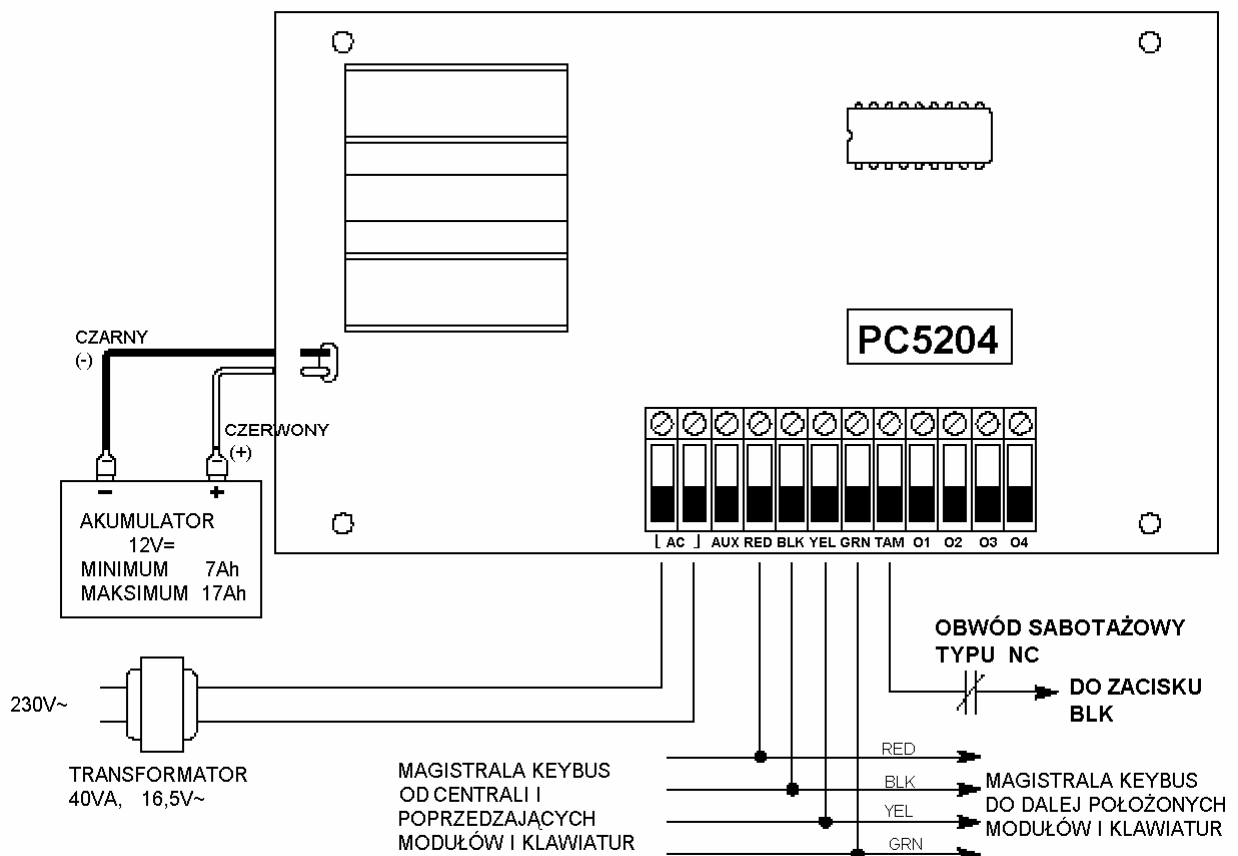 CZARNY
(-)
CZERWONY
(+)
- +
AKUMULATOR
12V=
MINIMUM 7Ah
MAKSIMUM 17Ah
PC5204
AC AUX RED BLK YEL GRN TAM O1 O2 O3 O4
OBWÓD SABOTAŻOWY
TYPU NC
DO ZACISKU
BLK
230V~
TRANSFORMATOR
40VA, 16,5V~
MAGISTRALA KEYBUS
OD CENTRALI I
POPRZEDZAJĄCYCH
MODUŁÓW I KLAWIATUR
RED
BLK
YEL
GRN
MAGISTRALA KEYBUS
DO DALEJ POŁOŻONYCH
MODUŁÓW I KLAWIATUR